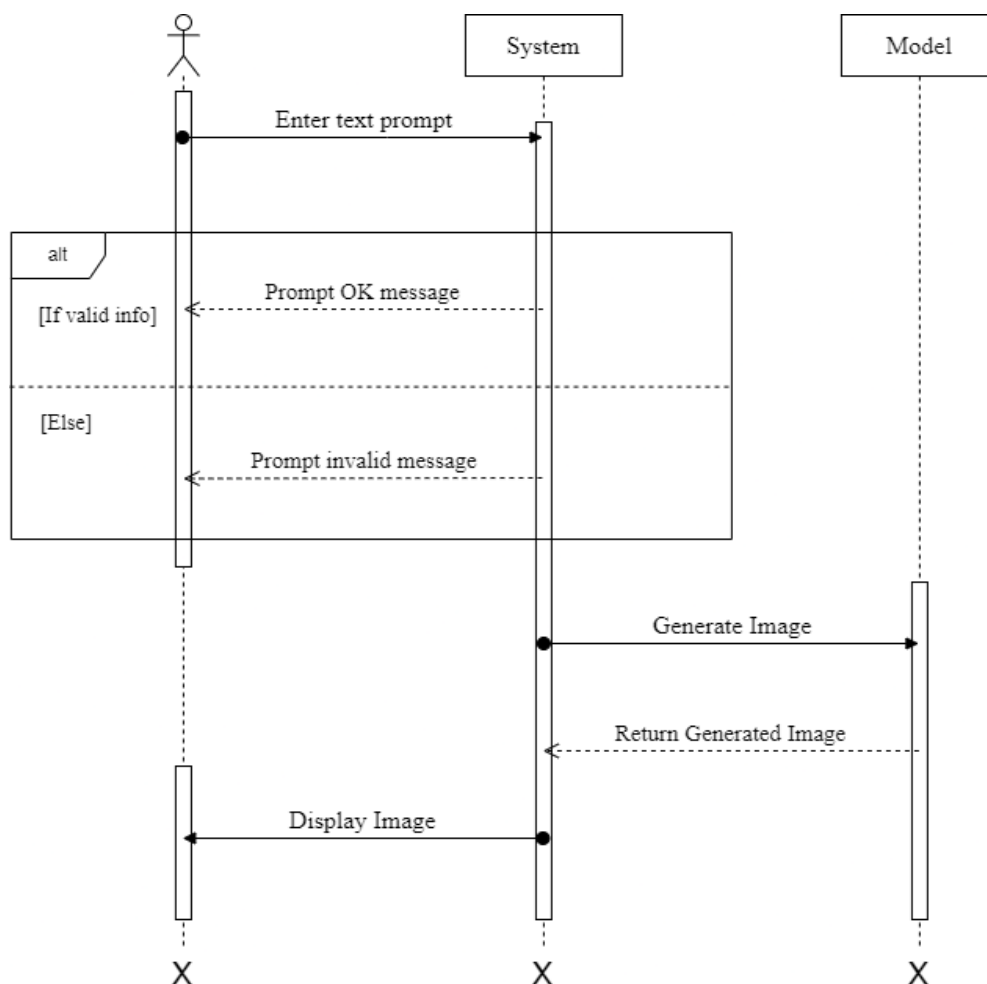 System
Model
Enter text prompt
alt
Prompt OK message
[If valid info]
[Else]
Prompt invalid message
Generate Image
Return Generated Image
Display Image
X
X
X